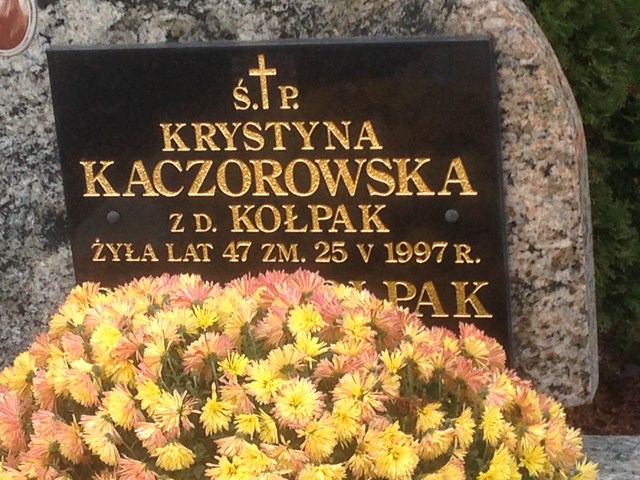 Ś. P.
KRYSTYNA
KACZOROWSKA
Z D. KOŁPAK
ŻYŁA LAT 47 ZM. 25 V 1997 R.